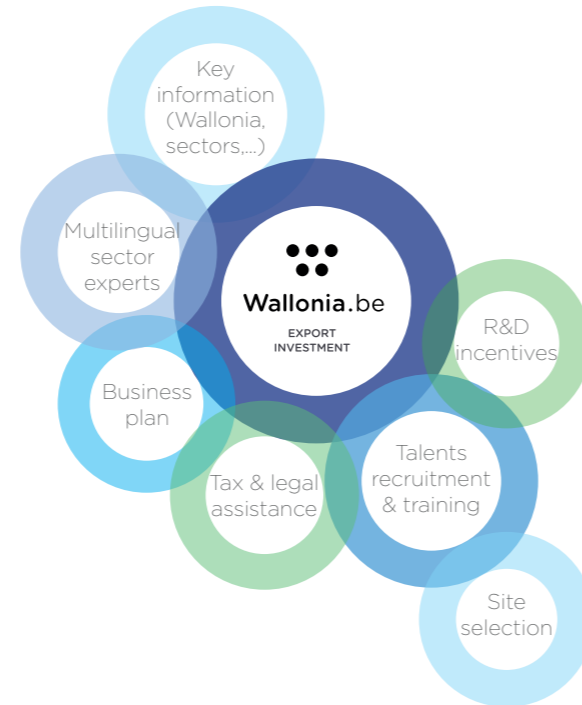 Key
information
(Wallonia,
sectors,...)
Multilingual
sector
experts
Wallonia.be
EXPORT
INVESTMENT
R&D
incentives
Business
plan
Tax & legal
assistance
Talents
recruitment
& training
Site
selection